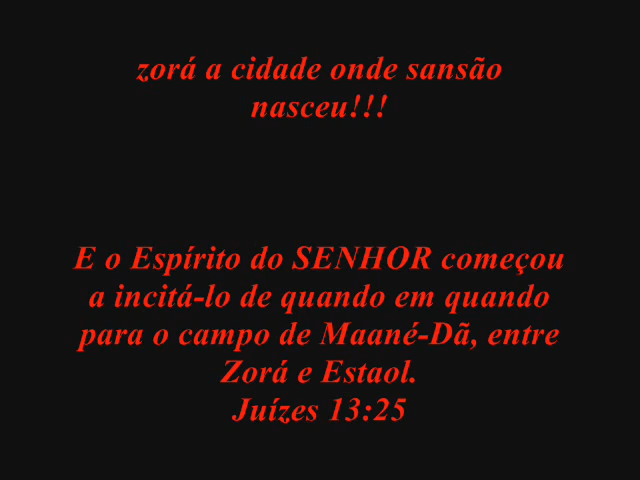 zorá a cidade onde sansão
nasceu!!!
E o Espírito do SENHOR começou
a incitá-lo de quando em quando
para o campo de Maané-Dã, entre
Zorá e Estaol.
Juízes 13:25